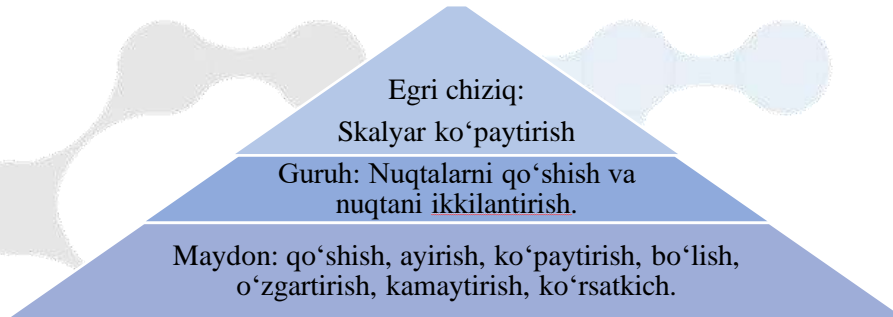 Egri chiziq:
Skalyar ko‘paytirish
Guruh: Nuqtalarni qo‘shish va
nuqtani ikkilantirish.
Maydon: qo‘shish, ayirish, ko‘paytirish, bo‘lish,
o‘zgartirish, kamaytirish, ko‘rsatkich.